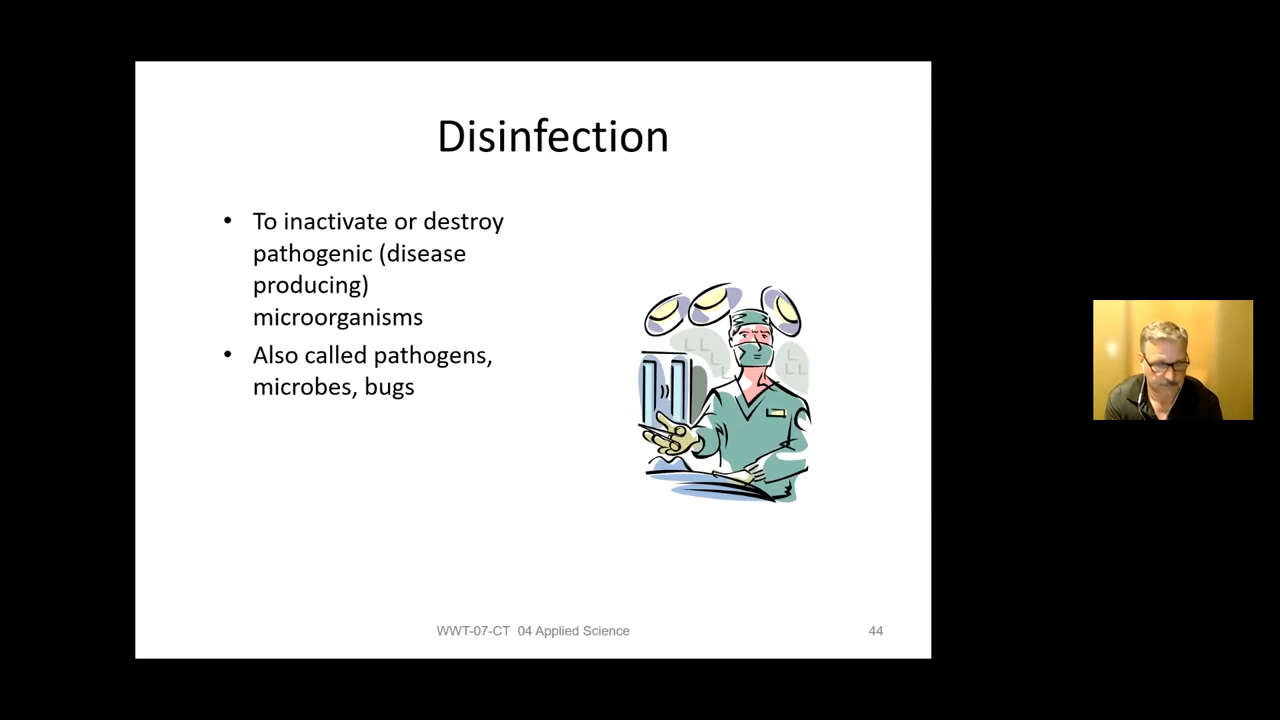 Disinfection
• To inactivate or destroy
pathogenic (disease
producing)
microorganisms
• Also called pathogens,
microbes, bugs
WWT-07-CT 04 Applied Science
44